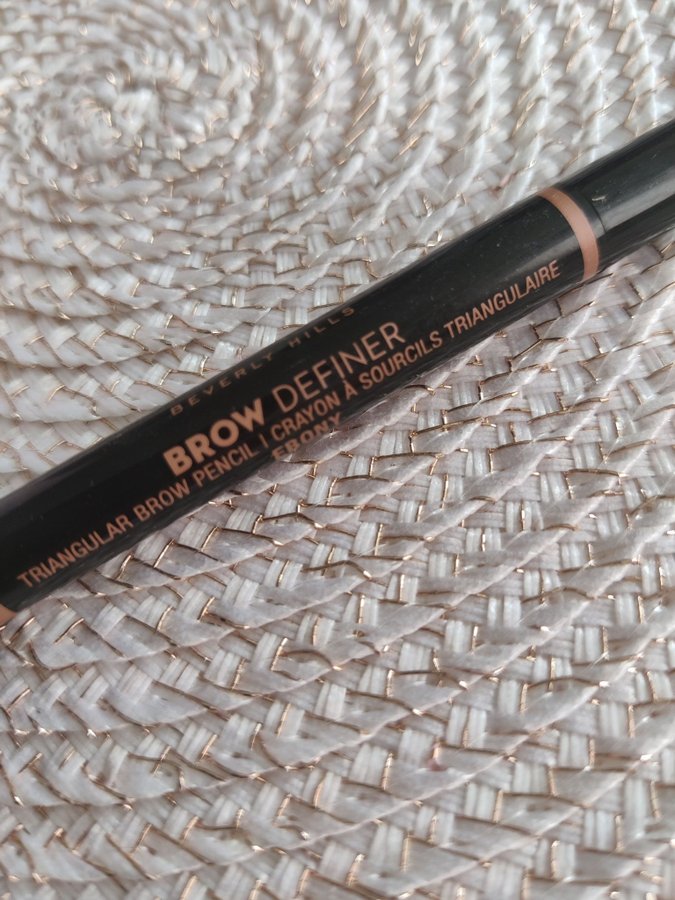 BEVERLY HILLS
BROW DEFINER
TRIANGULAR BROW PENCIL | CRAYON À SOURCILS TRIANGULAIRE
EBONY